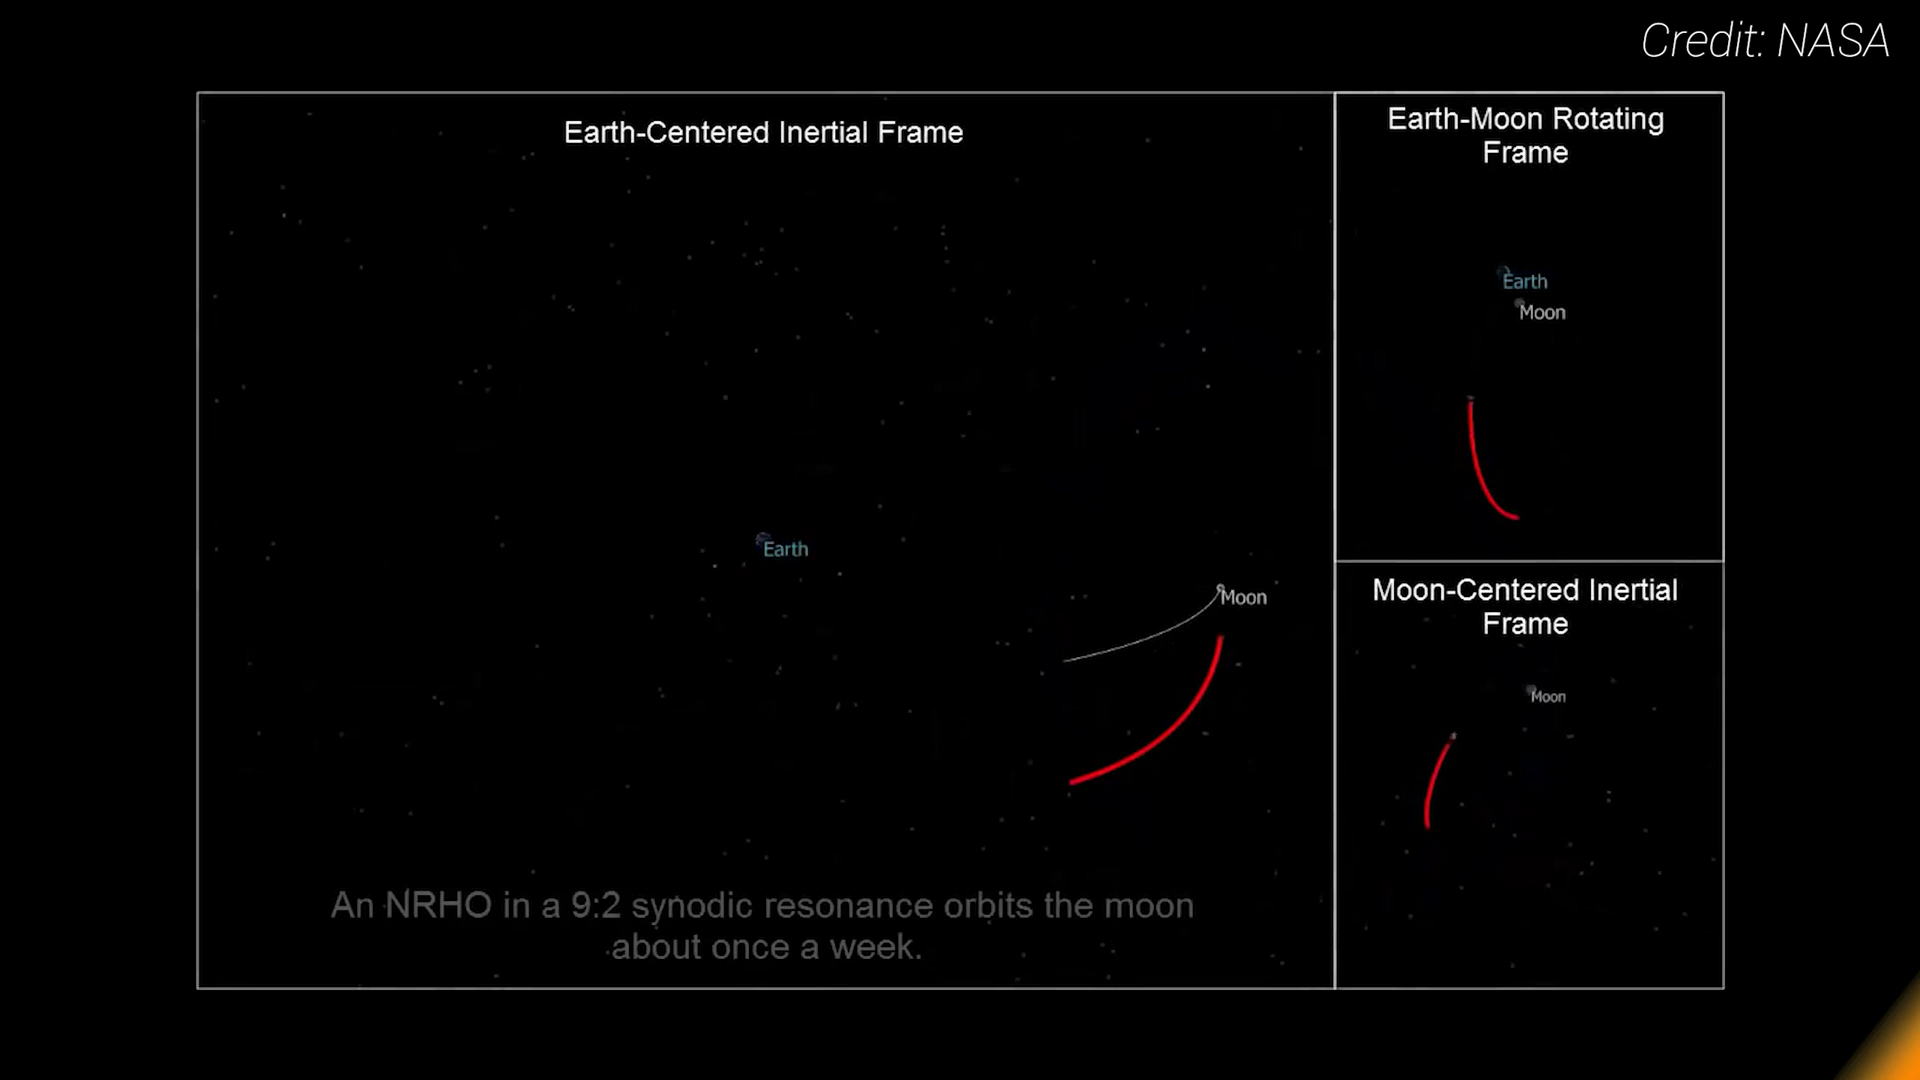 Credit: NASA
Earth-Centered Inertial Frame
Earth
Moon
An NRHO in a 9:2 synodic resonance orbits the moon
about once a week.
Earth-Moon Rotating
Frame
Earth
Moon
Moon-Centered Inertial
Frame
Moon